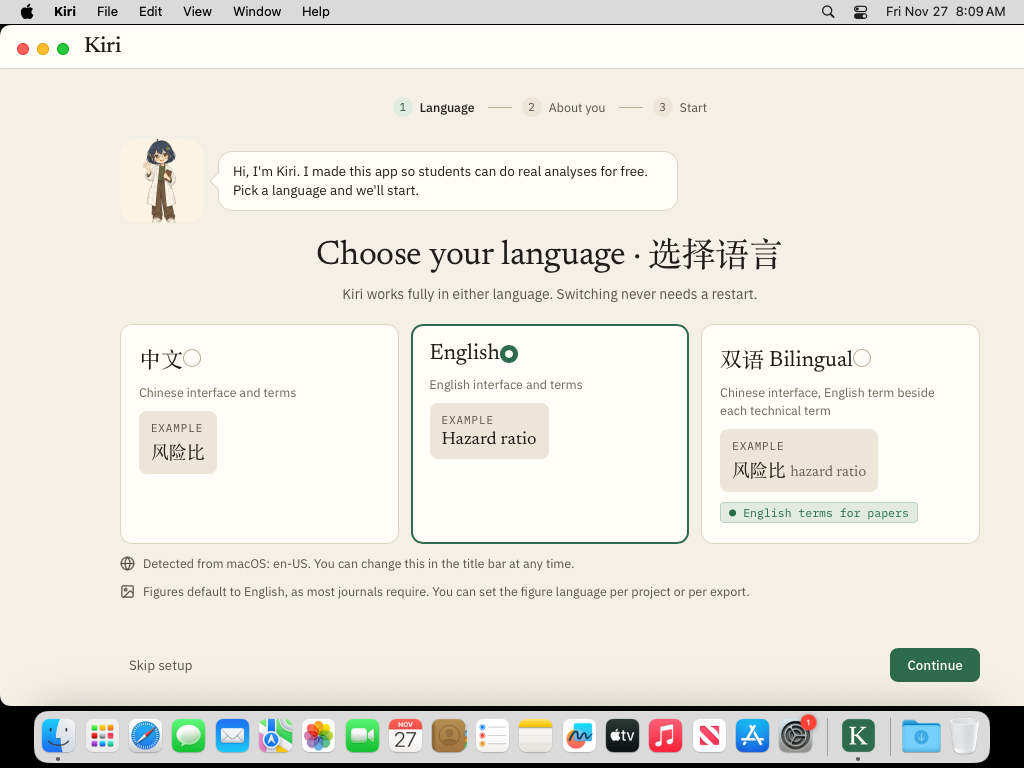 Kiri File Edit View Window Help Fri Nov 27 8:09 AM
Kiri
1 Language 2 About you 3 Start
Hi, I'm Kiri. I made this app so students can do real analyses for free.
Pick a language and we'll start.
Choose your language · 选择语言
Kiri works fully in either language. Switching never needs a restart.
中文
Chinese interface and terms
EXAMPLE
风险比
English
English interface and terms
EXAMPLE
Hazard ratio
双语 Bilingual
Chinese interface, English term beside
each technical term
EXAMPLE
风险比 hazard ratio
English terms for papers
Detected from macOS: en-US. You can change this in the title bar at any time.
Figures default to English, as most journals require. You can set the figure language per project or per export.
Skip setup
Continue
NOV
27
tv
1
K